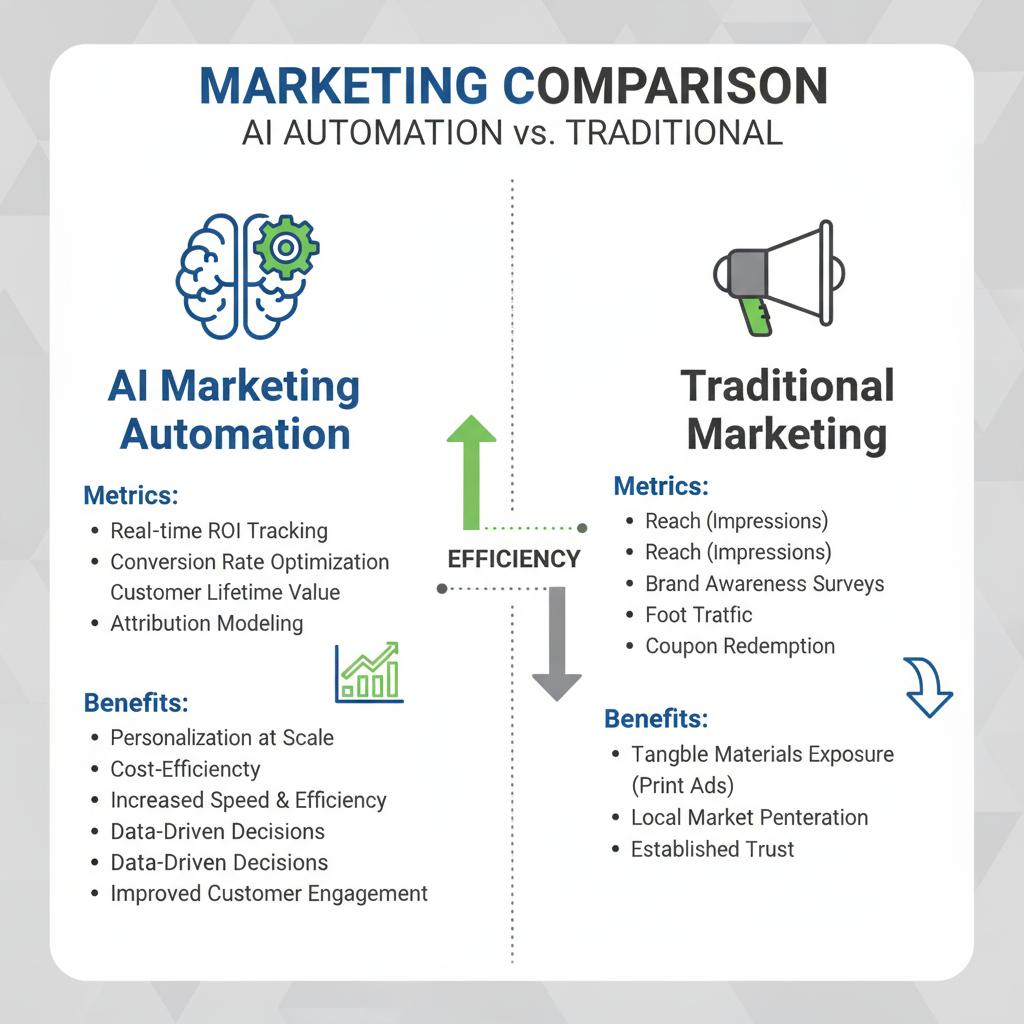 MARKETING COMPARISON
AI AUTOMATION vs. TRADITIONAL
AI Marketing
Automation
Metrics:
• Real-time ROI Tracking
• Conversion Rate Optimization
Customer Lifetime Value
• Attribution Modeling
Benefits:
• Personalization at Scale
• Cost-Efficiencty
• Increased Speed & Efficiency
• Data-Driven Decisions
• Data-Driven Decisions
• Improved Customer Engagement
EFFICIENCY
Traditional
Marketing
Metrics:
• Reach (Impressions)
• Reach (Impressions)
• Brand Awareness Surveys
• Foot Tratfic
• Coupon Redemption
Benefits:
• Tangble Materials Exposure
(Print Ads)
• Local Market Penteration
• Established Trust